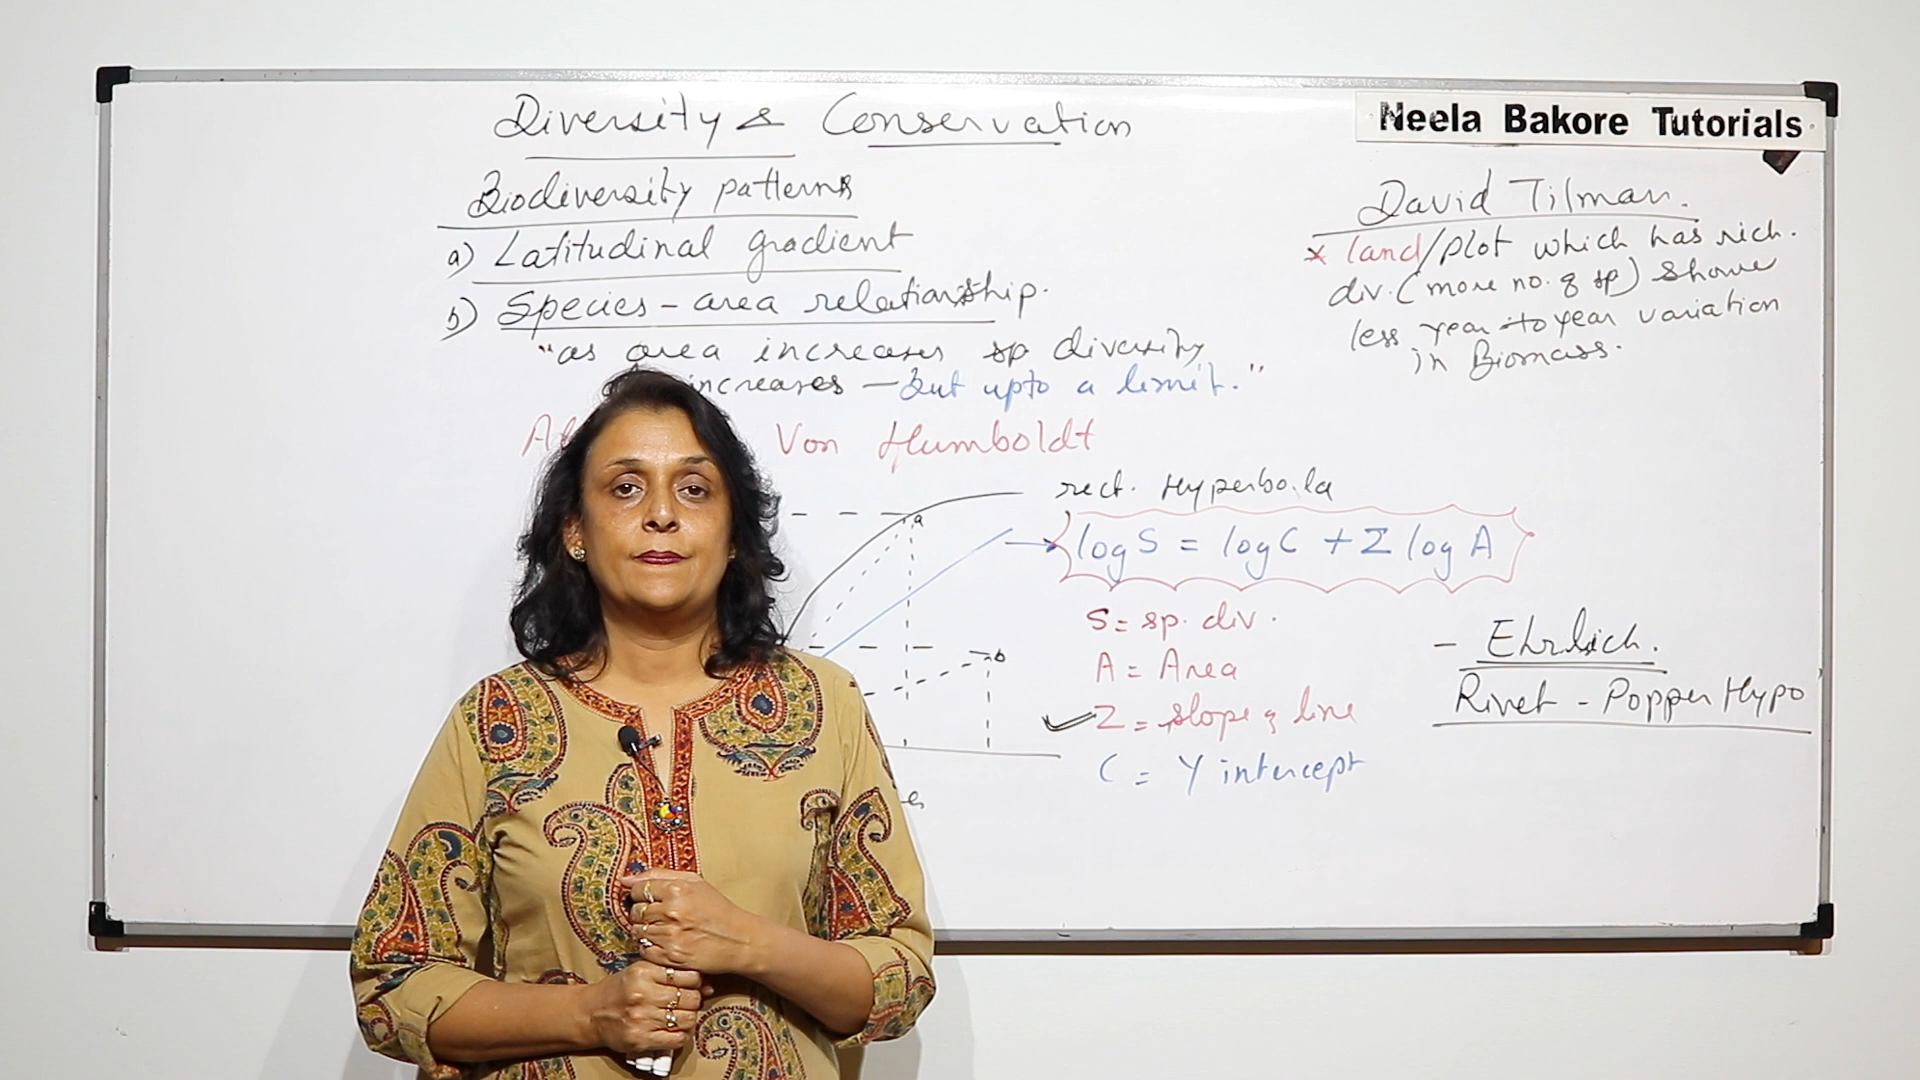 Diversity & Conservation
Neela Bakore Tutorials
Biodiversity patterns
a) Latitudinal gradient
b) Species - area relationship.
"as area increases sp diversity
increases - But upto a limit."
Von Humboldt
rect. Hyperbola
a
log S = log C + Z log A
b
S = sp. div.
A = Area
Z = slope of line
C = Y intercept
David Tilman.
* land/plot which has rich.
div. (more no. of sp) shows
less year to year variation
in Biomass.
- Ehrlich.
Rivet - Popper Hypo